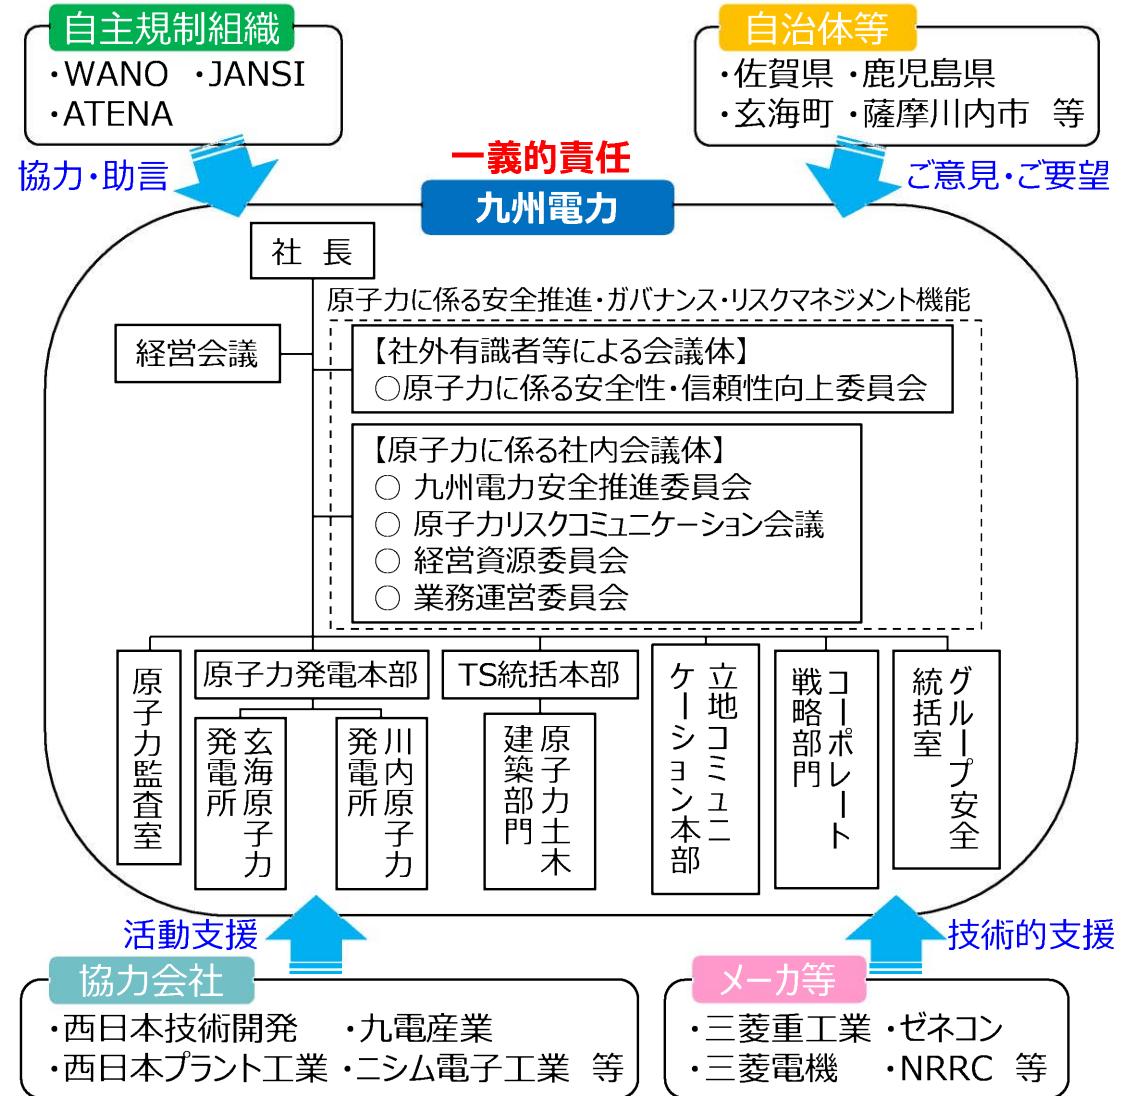 自主規制組織
・WANO ・JANSI
・ATENA
自治体等
・佐賀県 ・鹿児島県
・玄海町 ・薩摩川内市 等
協力・助言
一義的責任
ご意見・ご要望
九州電力
社 長
原子力に係る安全推進・ガバナンス・リスクマネジメント機能
経営会議
【社外有識者等による会議体】
○原子力に係る安全性・信頼性向上委員会
【原子力に係る社内会議体】
○ 九州電力安全推進委員会
○ 原子力リスクコミュニケーション会議
○ 経営資源委員会
○ 業務運営委員会
原子力監査室
原子力発電本部
玄海原子力
発電所
川内原子力
発電所
TS統括本部
原子力土木
建築部門
立地コミュニ
ケーション本部
コーポレート
戦略部門
グループ安全
統括室
活動支援
技術的支援
協力会社
・西日本技術開発 ・九電産業
・西日本プラント工業 ・ニシム電子工業 等
メーカ等
・三菱重工業 ・ゼネコン
・三菱電機 ・NRRC 等